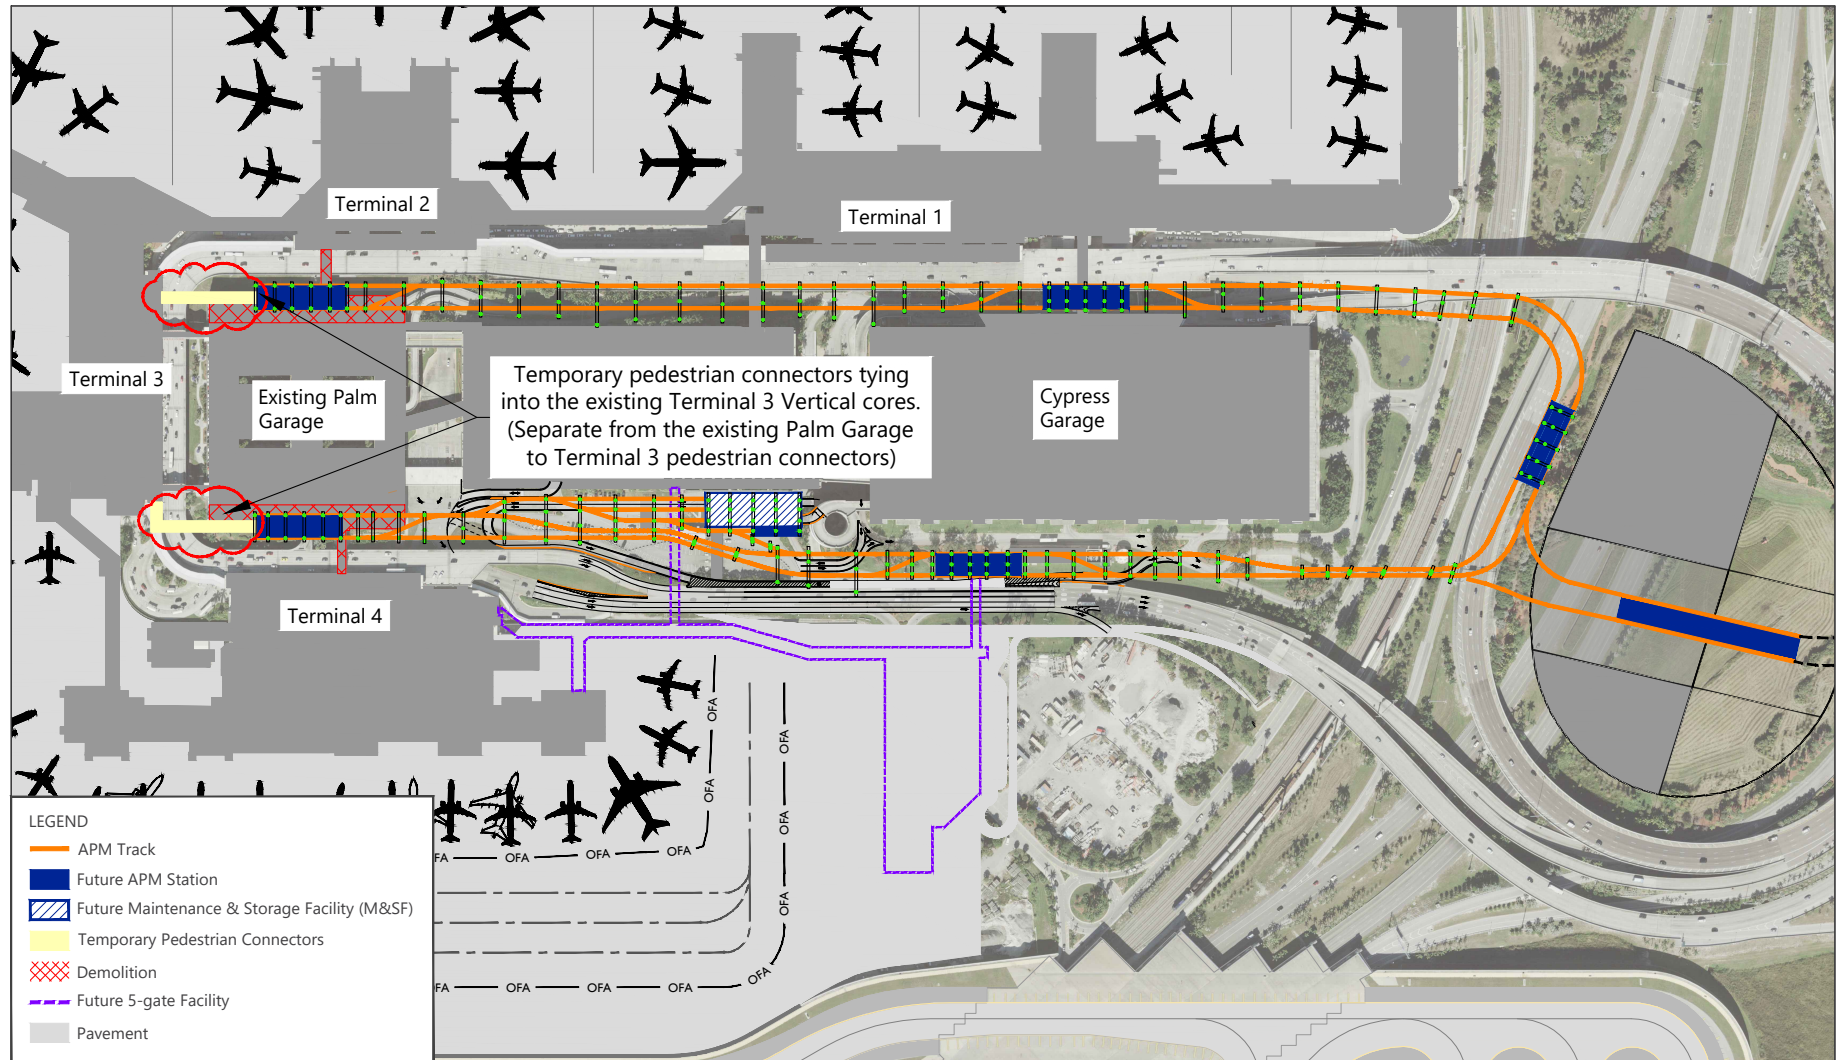 Terminal 2
Terminal 1
Terminal 3
Existing Palm
Garage
Temporary pedestrian connectors tying
into the existing Terminal 3 Vertical cores.
(Separate from the existing Palm Garage
to Terminal 3 pedestrian connectors)
Cypress
Garage
Terminal 4
OFA
OFA
OFA
OFA
OFA
OFA
OFA
FA
OFA
OFA
OFA
FA
OFA
OFA
OFA
LEGEND
APM Track
Future APM Station
Future Maintenance & Storage Facility (M&SF)
Temporary Pedestrian Connectors
Demolition
Future 5-gate Facility
Pavement